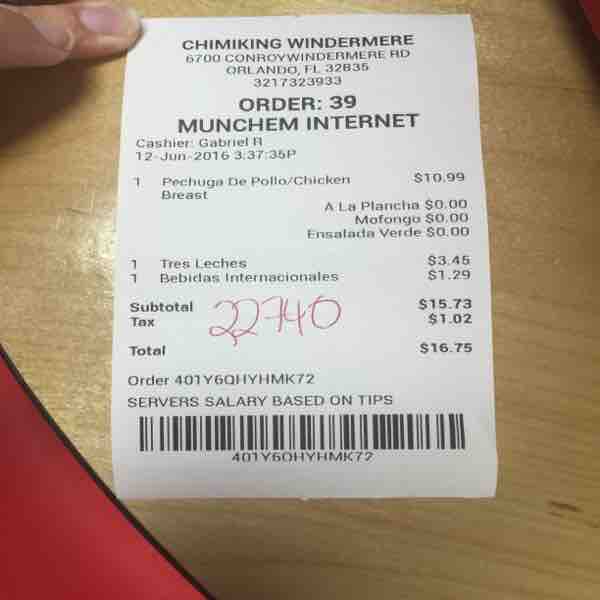 CHIMIKING WINDERMERE
6700 CONROYWINDERMERE RD
ORLANDO, FL 32835
3217323933
ORDER: 39
MUNCHEM INTERNET
Cashier: Gabriel R
12-Jun-2016 3:37:35P
1 Pechuga De Pollo/Chicken $10.99
Breast
A La Plancha $0.00
Mofongo $0.00
Ensalada Verde $0.00
1 Tres Leches $3.45
1 Bebidas Internacionales $1.29
Subtotal $15.73
Tax $1.02
22740
Total $16.75
Order 401Y6QHYHMK72
SERVERS SALARY BASED ON TIPS
401Y6QHYHMK72